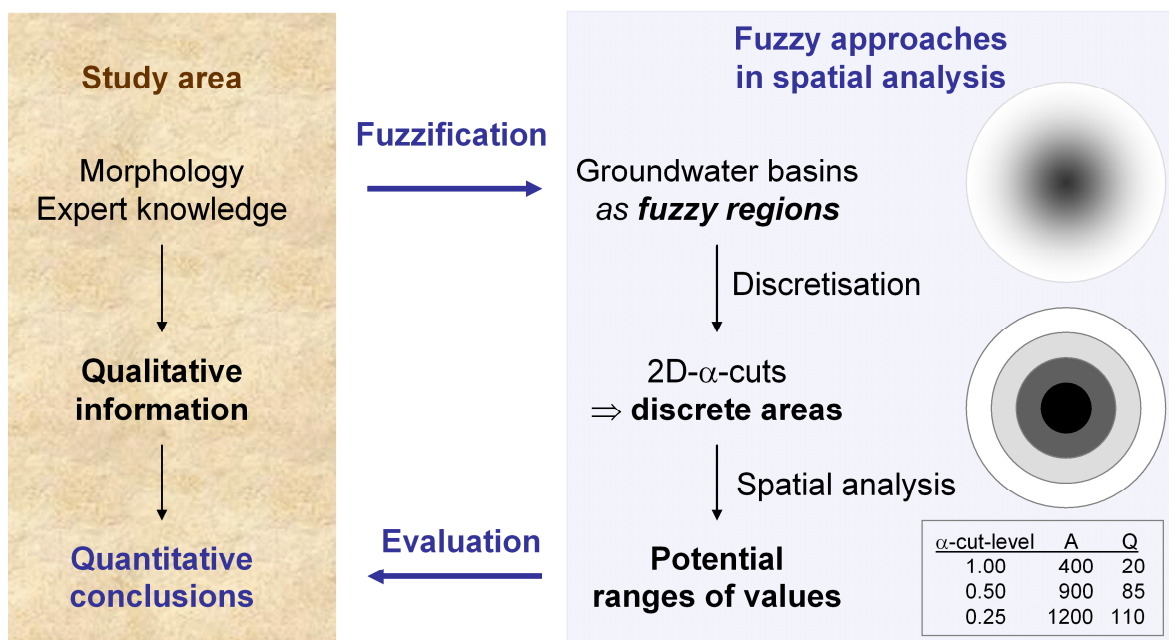 Study area
Morphology
Expert knowledge
Qualitative
information
Quantitative
conclusions
Fuzzification
Evaluation
Fuzzy approaches
in spatial analysis
Groundwater basins
as fuzzy regions
Discretisation
2D-α-cuts
⇒ discrete areas
Spatial analysis
Potential
ranges of values
α-cut-level A Q
1.00 400 20
0.50 900 85
0.25 1200 110